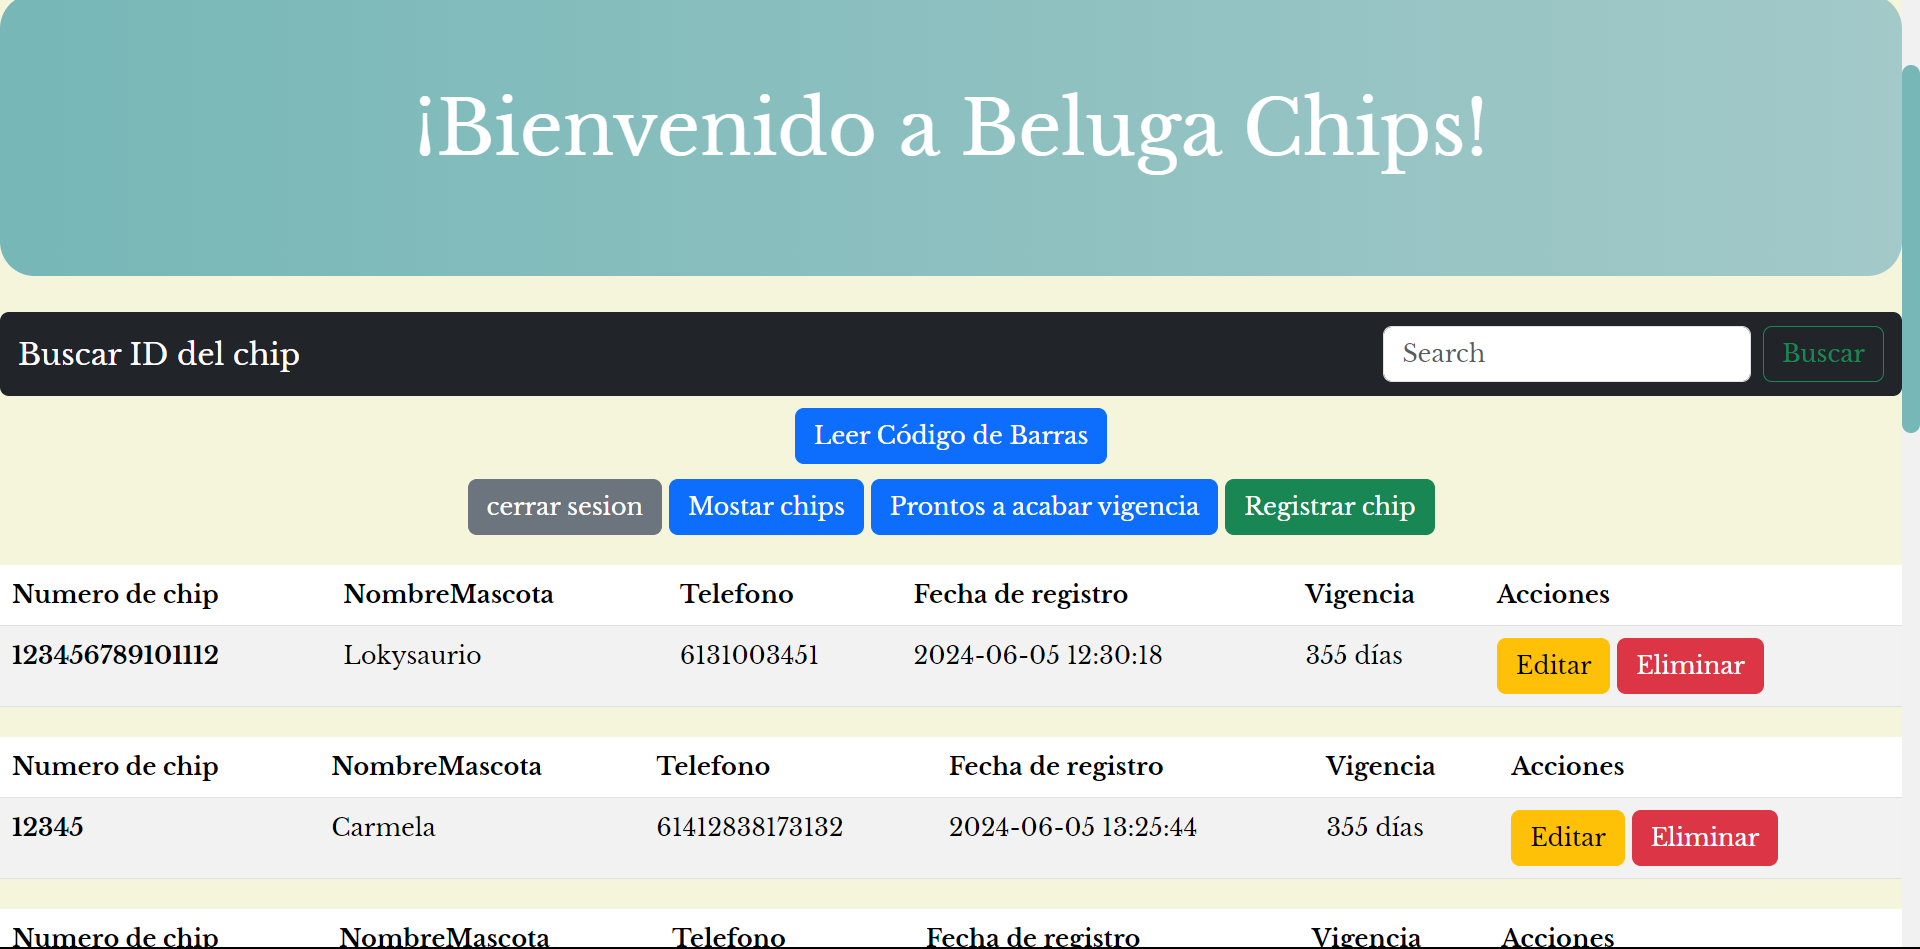 ¡Bienvenido a Beluga Chips!
Buscar ID del chip Search Buscar
Leer Código de Barras
cerrar sesion Mostar chips Prontos a acabar vigencia Registrar chip
Numero de chip NombreMascota Telefono Fecha de registro Vigencia Acciones
123456789101112 Lokysaurio 6131003451 2024-06-05 12:30:18 355 días Editar Eliminar
Numero de chip NombreMascota Telefono Fecha de registro Vigencia Acciones
12345 Carmela 61412838173132 2024-06-05 13:25:44 355 días Editar Eliminar
Numero de chip NombreMascota Telefono Fecha de registro Vigencia Acciones